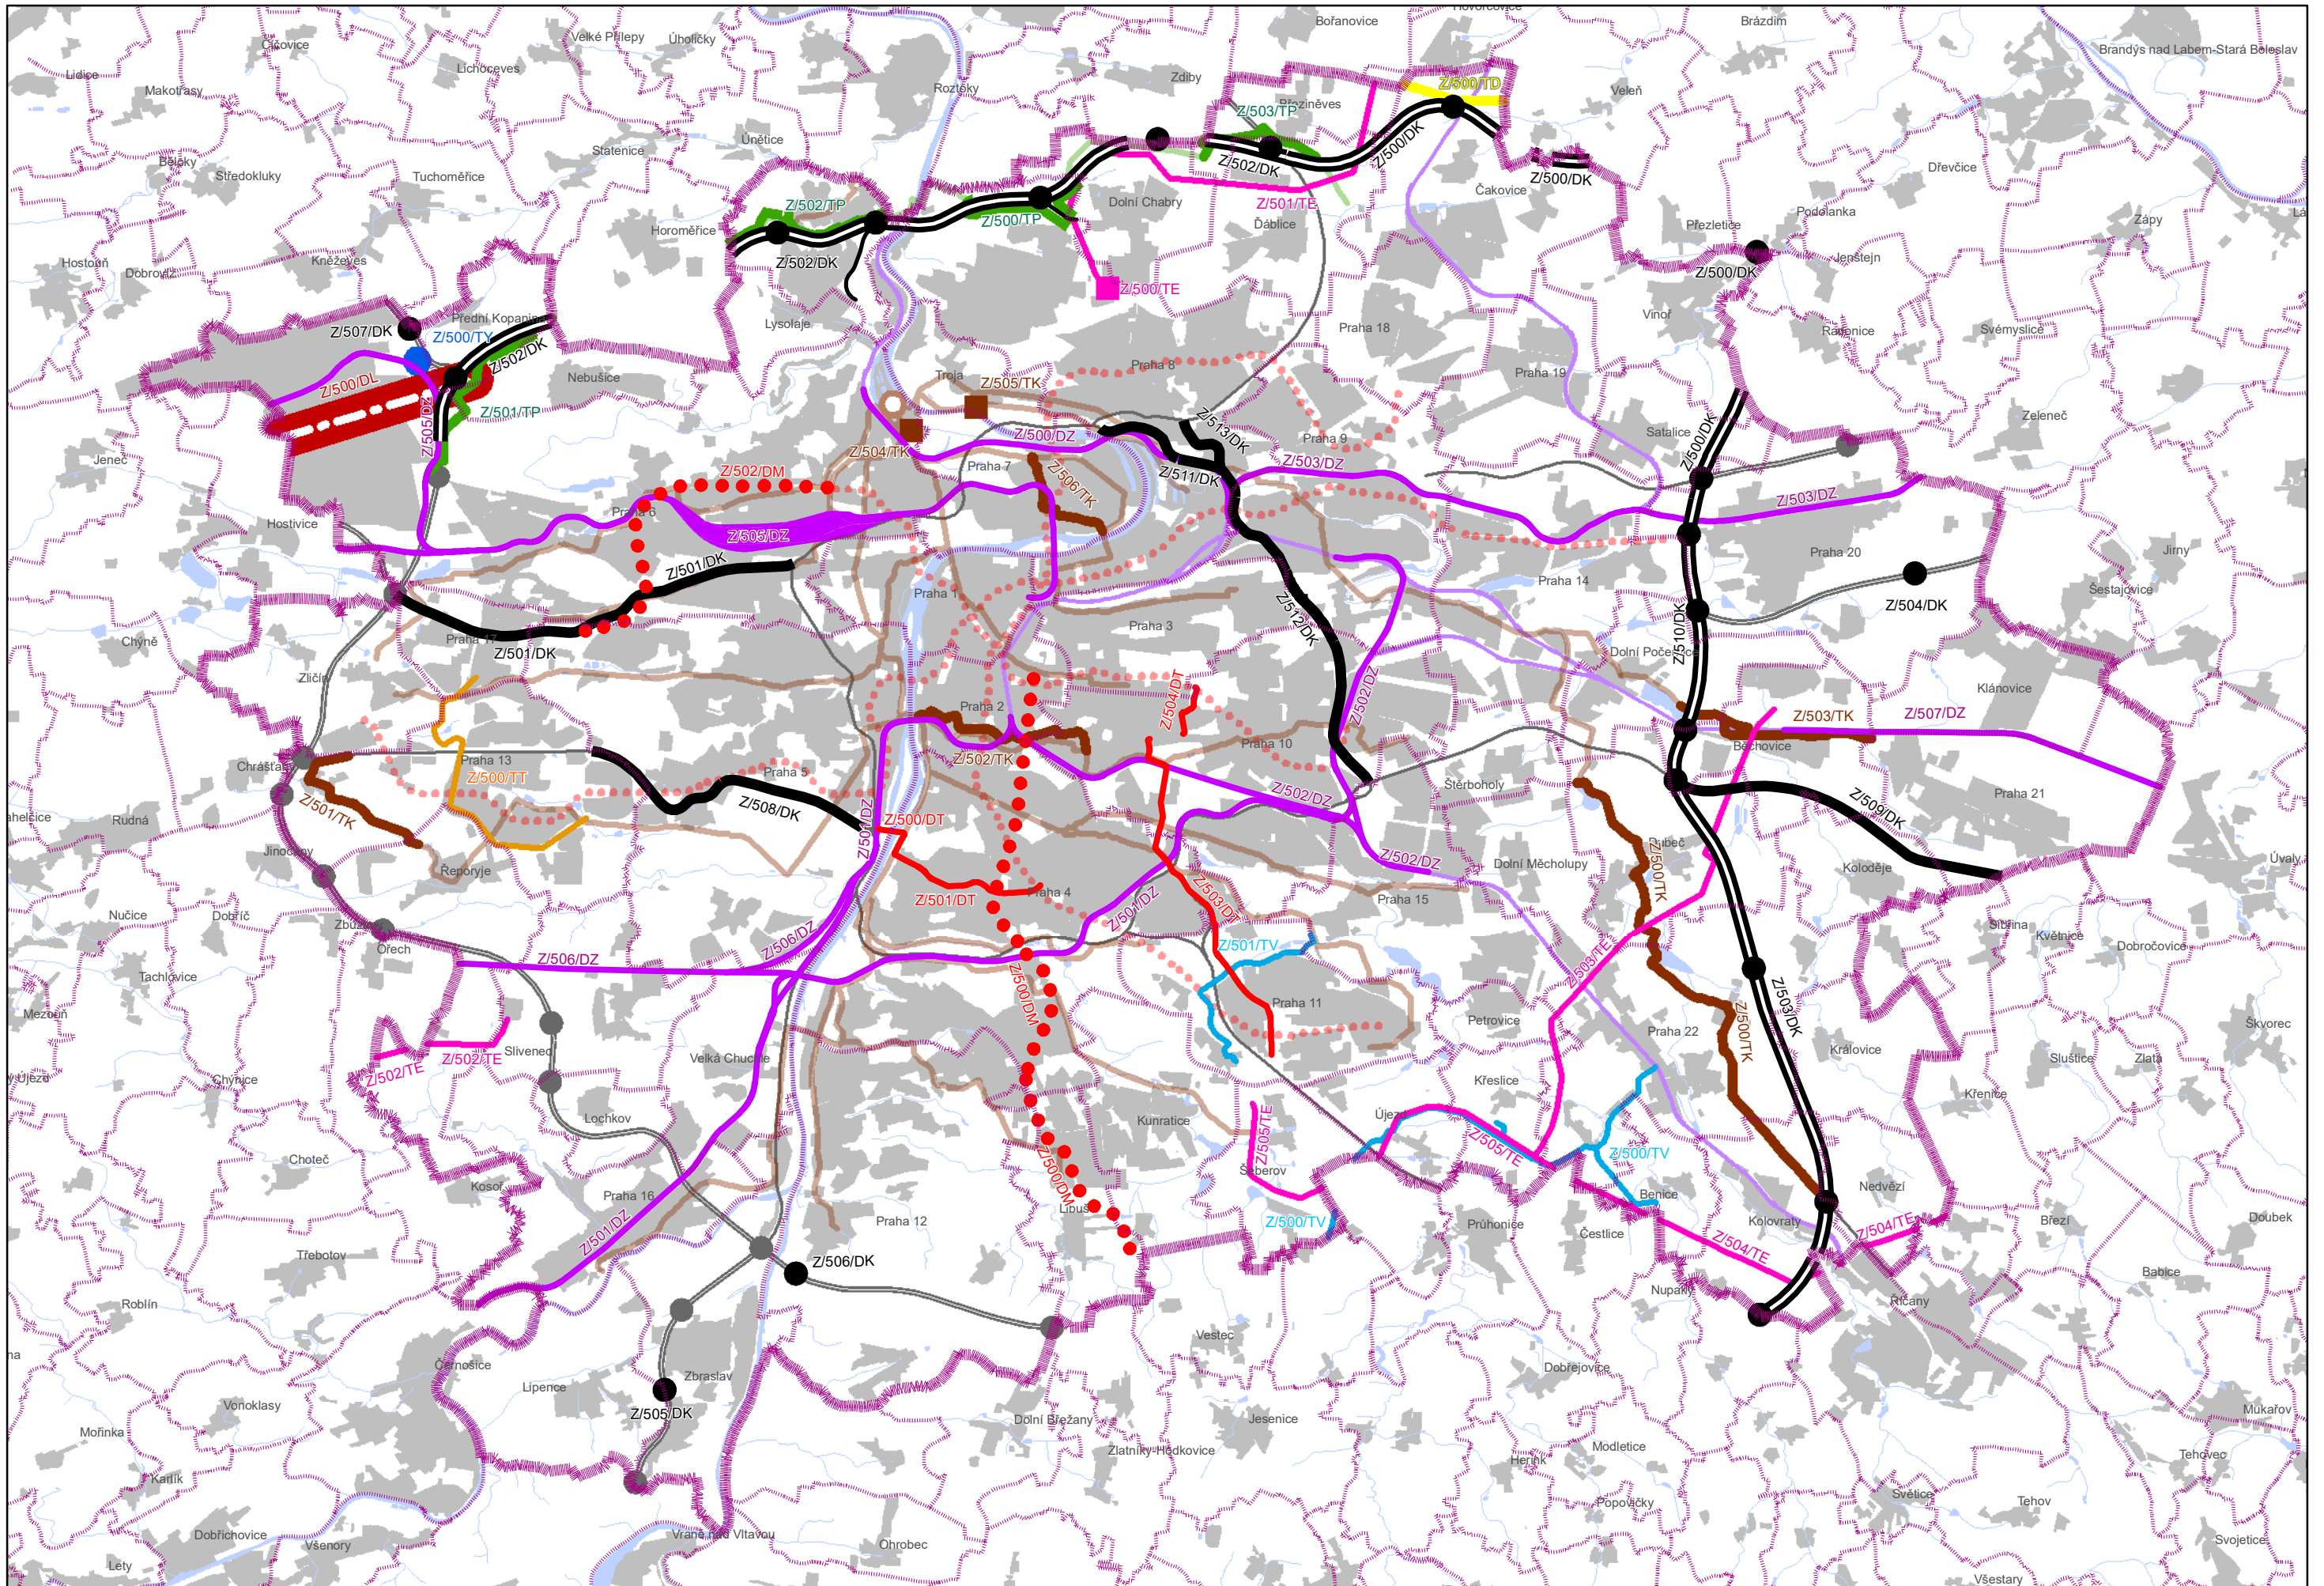 Bořanovice
Brázdim
Číčovice
Velké Přílepy
Úholičky
Brandýs nad Labem-Stará Boleslav
Lidice
Lichoceves
Zdiby
Z/500/TD
Makotřasy
Roztoky
Veleň
Z/503/TP
Březiněves
Únětice
Statenice
Z/500/DK
Běloky
Středokluky
Tuchoměřice
Z/502/DK
Z/500/DK
Dřevčice
Čakovice
Z/502/TP
Dolní Chabry
Z/501/TE
Z/500/TP
Ďáblice
Podolanka
Přezletice
Zápy
Horoměřice
Hostouň
Kněževes
Dobrovíz
Z/502/DK
Z/500/DK
Jenštejn
Z/500/TE
Přední Kopanina
Lysolaje
Vinoř
Z/507/DK
Z/500/TY
Praha 18
Radonice
Svémyslice
Z/502/DK
Praha 8
Nebušice
Troja
Praha 19
Z/500/DL
Z/505/TK
Z/501/TP
Z/505/DZ
Z/513/DK
Zeleneč
Z/500/DZ
Praha 9
Satalice
Z/500/DK
Z/504/TK
Jeneč
Z/502/DM
Praha 7
Z/506/TK
Z/511/DK
Z/503/DZ
Z/503/DZ
Praha 6
Hostivice
Z/505/DZ
Praha 20
Jirny
Z/501/DK
Praha 14
Praha 1
Šestajovice
Z/504/DK
Z/512/DK
Praha 3
Chýně
Praha 17
Z/501/DK
Z/510/DK
Zličín
Z/504/DT
Z/502/DZ
Klánovice
Praha 2
Z/503/TK
Z/507/DZ
Praha 10
Běchovice
Z/502/TK
Chrášťany
Praha 13
Praha 5
Z/500/TT
Štěrboholy
Z/502/DZ
Praha 21
Z/508/DK
Z/509/DK
Rudná
Z/501/TK
Z/500/DT
Z/501/DZ
Jinočany
Z/502/DZ
Dolní Měcholupy
Z/500/TK
Řeporyje
Koloděje
Úvaly
Praha 4
Z/501/DT
Z/503/DT
Praha 15
Nučice
Dobříč
Z/501/DZ
Sibřina
Květnice
Dobročovice
Ořech
Z/506/DZ
Z/501/TV
Z/506/DZ
Tachlovice
Z/503/TE
Z/500/DM
Z/503/DK
Praha 11
Mezouň
Petrovice
Praha 22
Z/500/TK
Škvorec
Slivenec
Velká Chuchle
Královice
Sluštice
Zlatá
Z/502/TE
Z/502/TE
Chýnice
Křeslice
Křenice
Lochkov
Kunratice
Újezd
Z/505/TE
Z/505/TE
Z/500/TV
Choteč
Z/500/DM
Šeberov
Kosoř
Praha 16
Benice
Nedvězí
Libuš
Praha 12
Z/500/TV
Průhonice
Kolovraty
Březí
Doubek
Z/501/DZ
Třebotov
Čestlice
Z/504/TE
Z/504/TE
Z/506/DK
Babice
Nupaky
Roblín
Říčany
Vestec
Dobřejovice
Černošice
Zbraslav
Lipence
Vonoklasy
Z/505/DK
Dolní Břežany
Jesenice
Mukařov
Mořinka
Zlatníky-Hodkovice
Modletice
Tehovec
Karlík
Herink
Světice
Tehov
Popovičky
Dobřichovice
Všenory
Vrané nad Vltavou
Ohrobec
Svojetice
Lety
Všestary